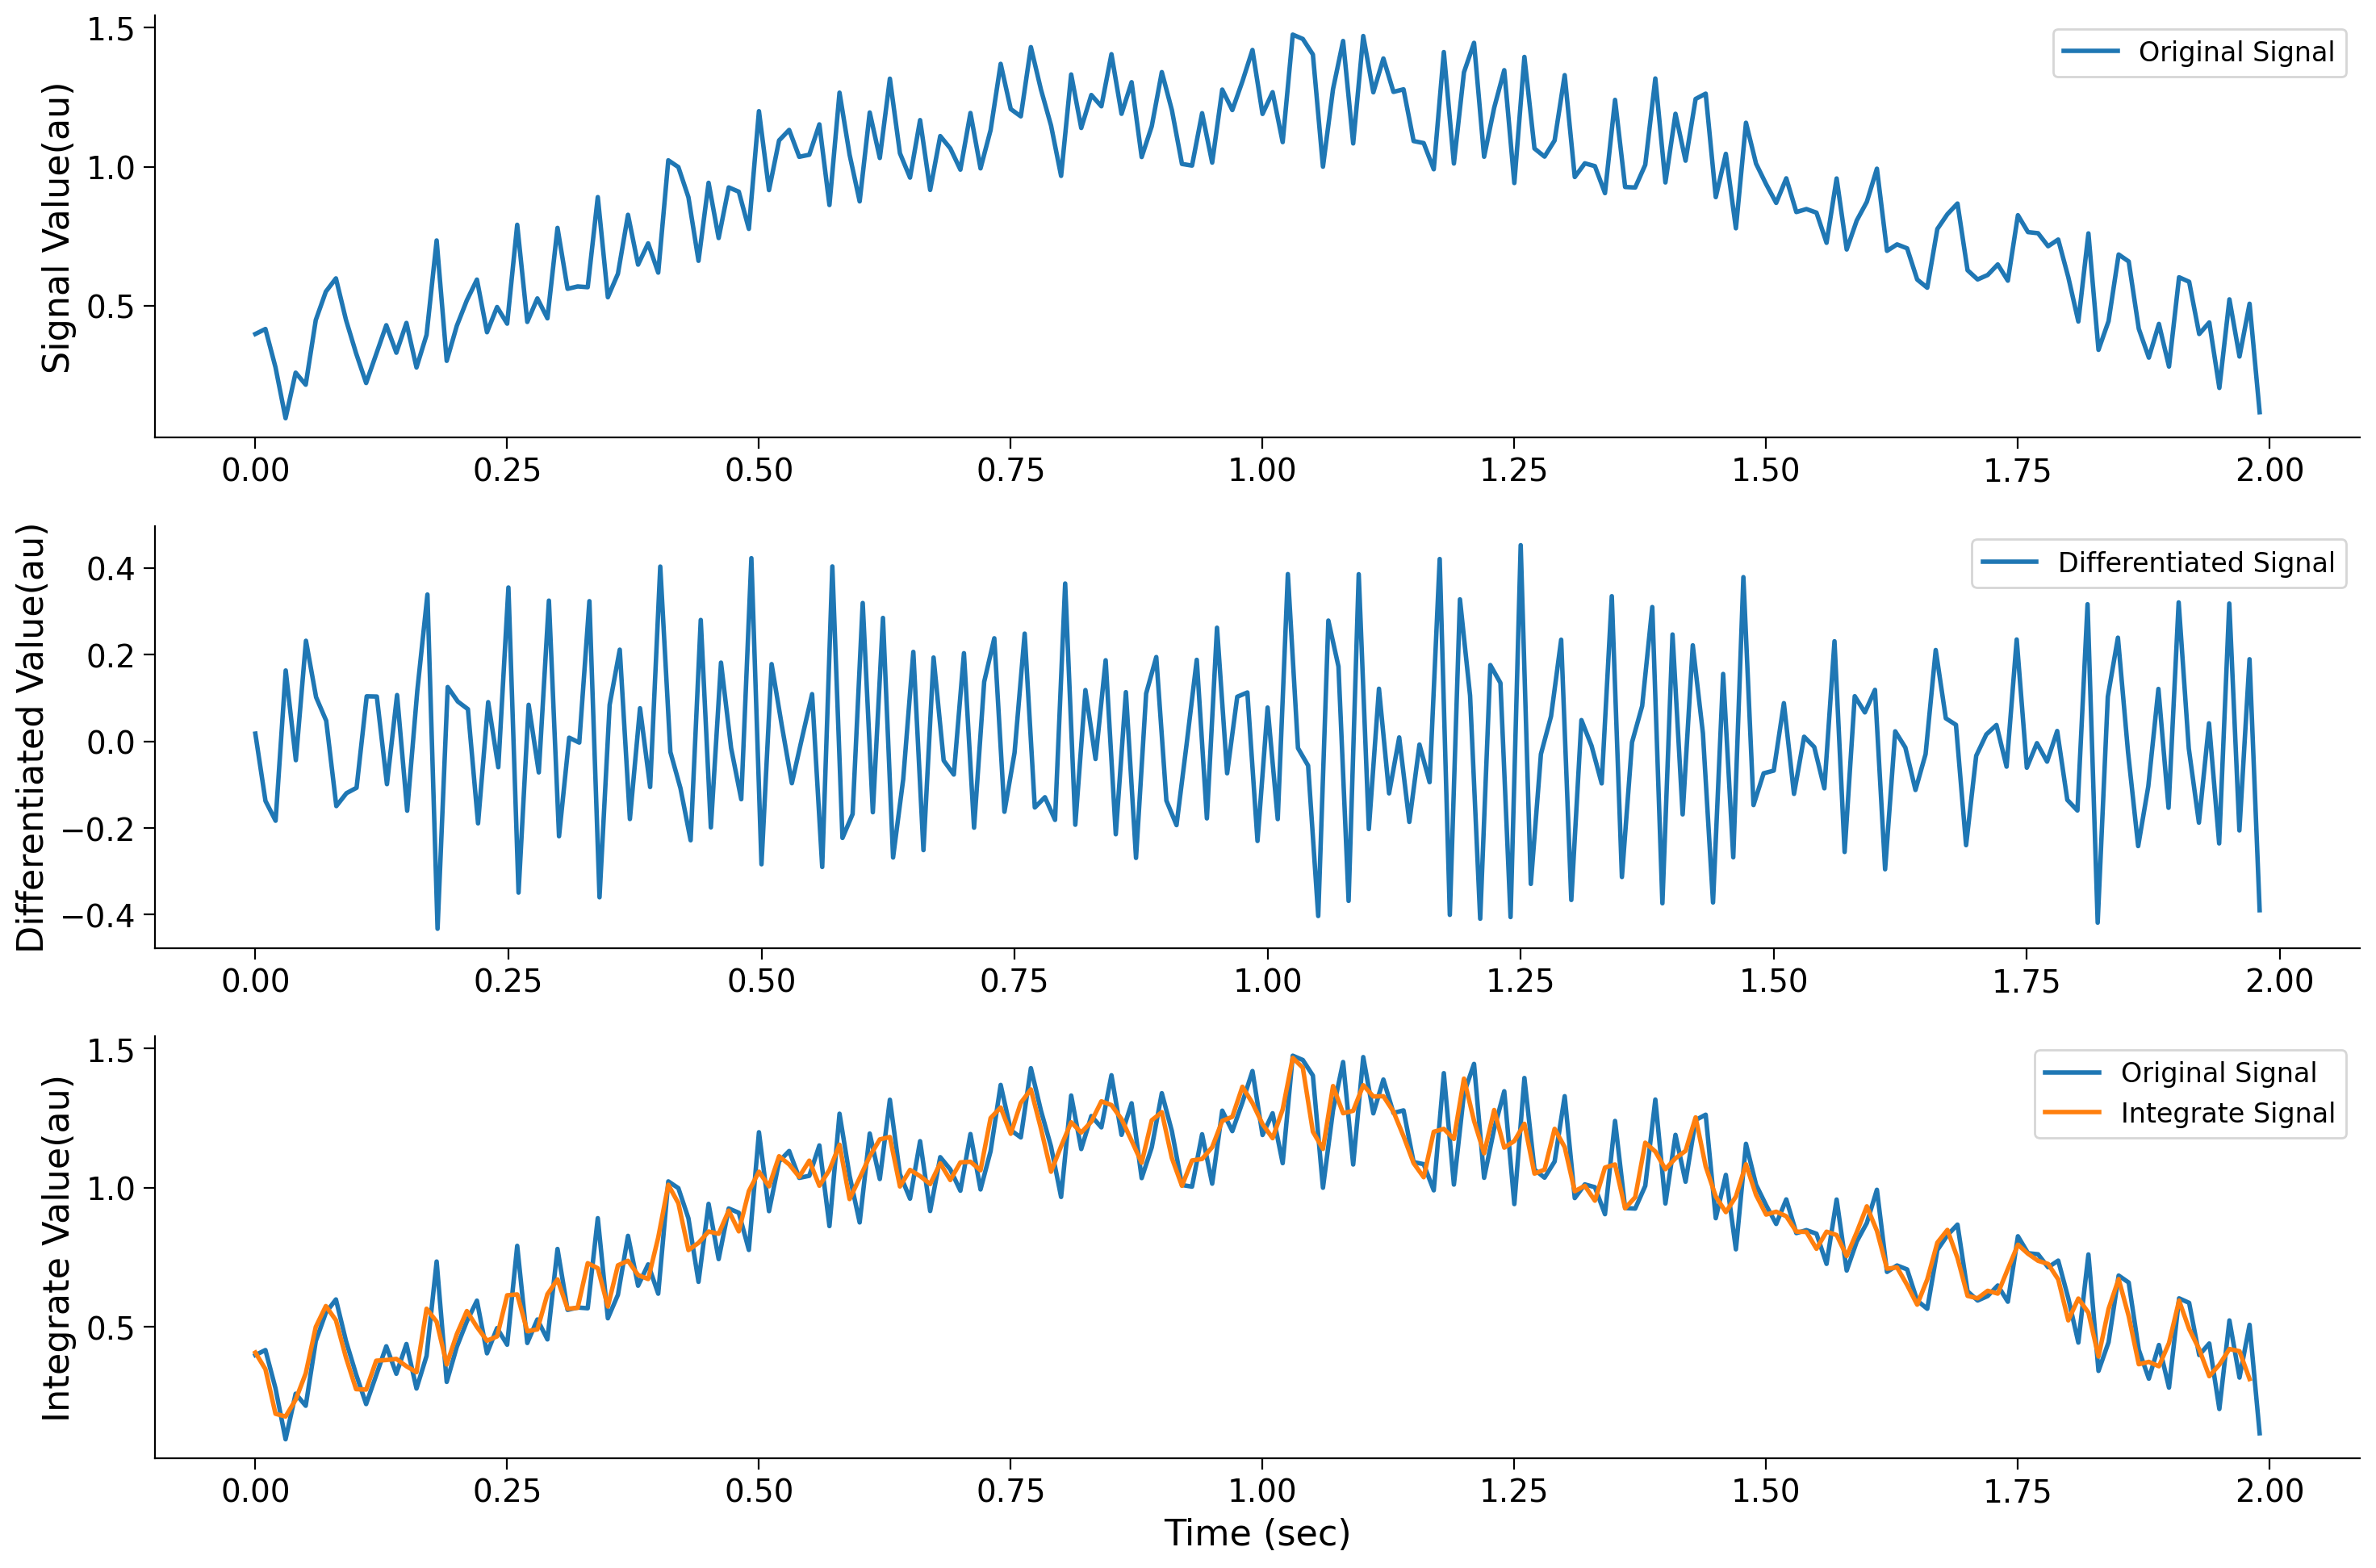 Signal Value(au)
1.5
1.0
0.5
Original Signal
0.00 0.25 0.50 0.75 1.00 1.25 1.50 1.75 2.00
Differentiated Value(au)
0.4
0.2
0.0
−0.2
−0.4
Differentiated Signal
0.00 0.25 0.50 0.75 1.00 1.25 1.50 1.75 2.00
Integrate Value(au)
1.5
1.0
0.5
Original Signal
Integrate Signal
0.00 0.25 0.50 0.75 1.00 1.25 1.50 1.75 2.00
Time (sec)